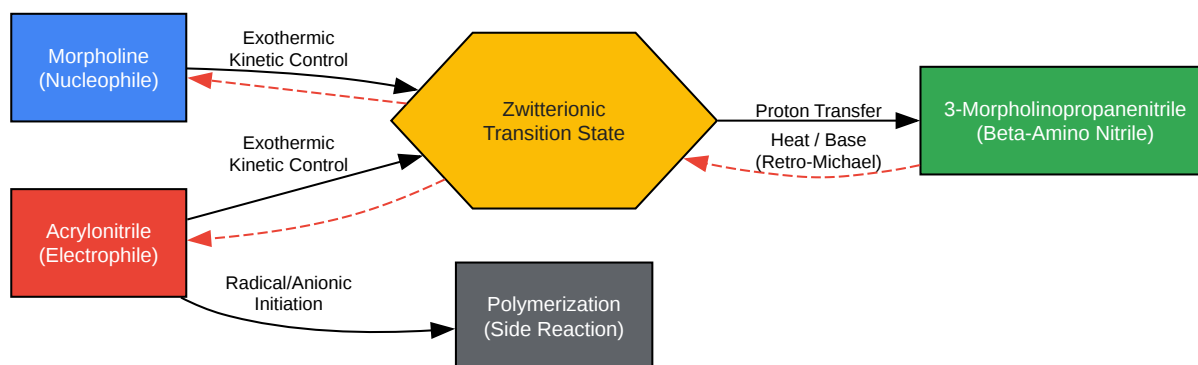 Morpholine
(Nucleophile)
Exothermic
Kinetic Control
Acrylonitrile
(Electrophile)
Exothermic
Kinetic Control
Radical/Anionic
Initiation
Zwitterionic
Transition State
Polymerization
(Side Reaction)
Proton Transfer
Heat / Base
(Retro-Michael)
3-Morpholinopropanenitrile
(Beta-Amino Nitrile)